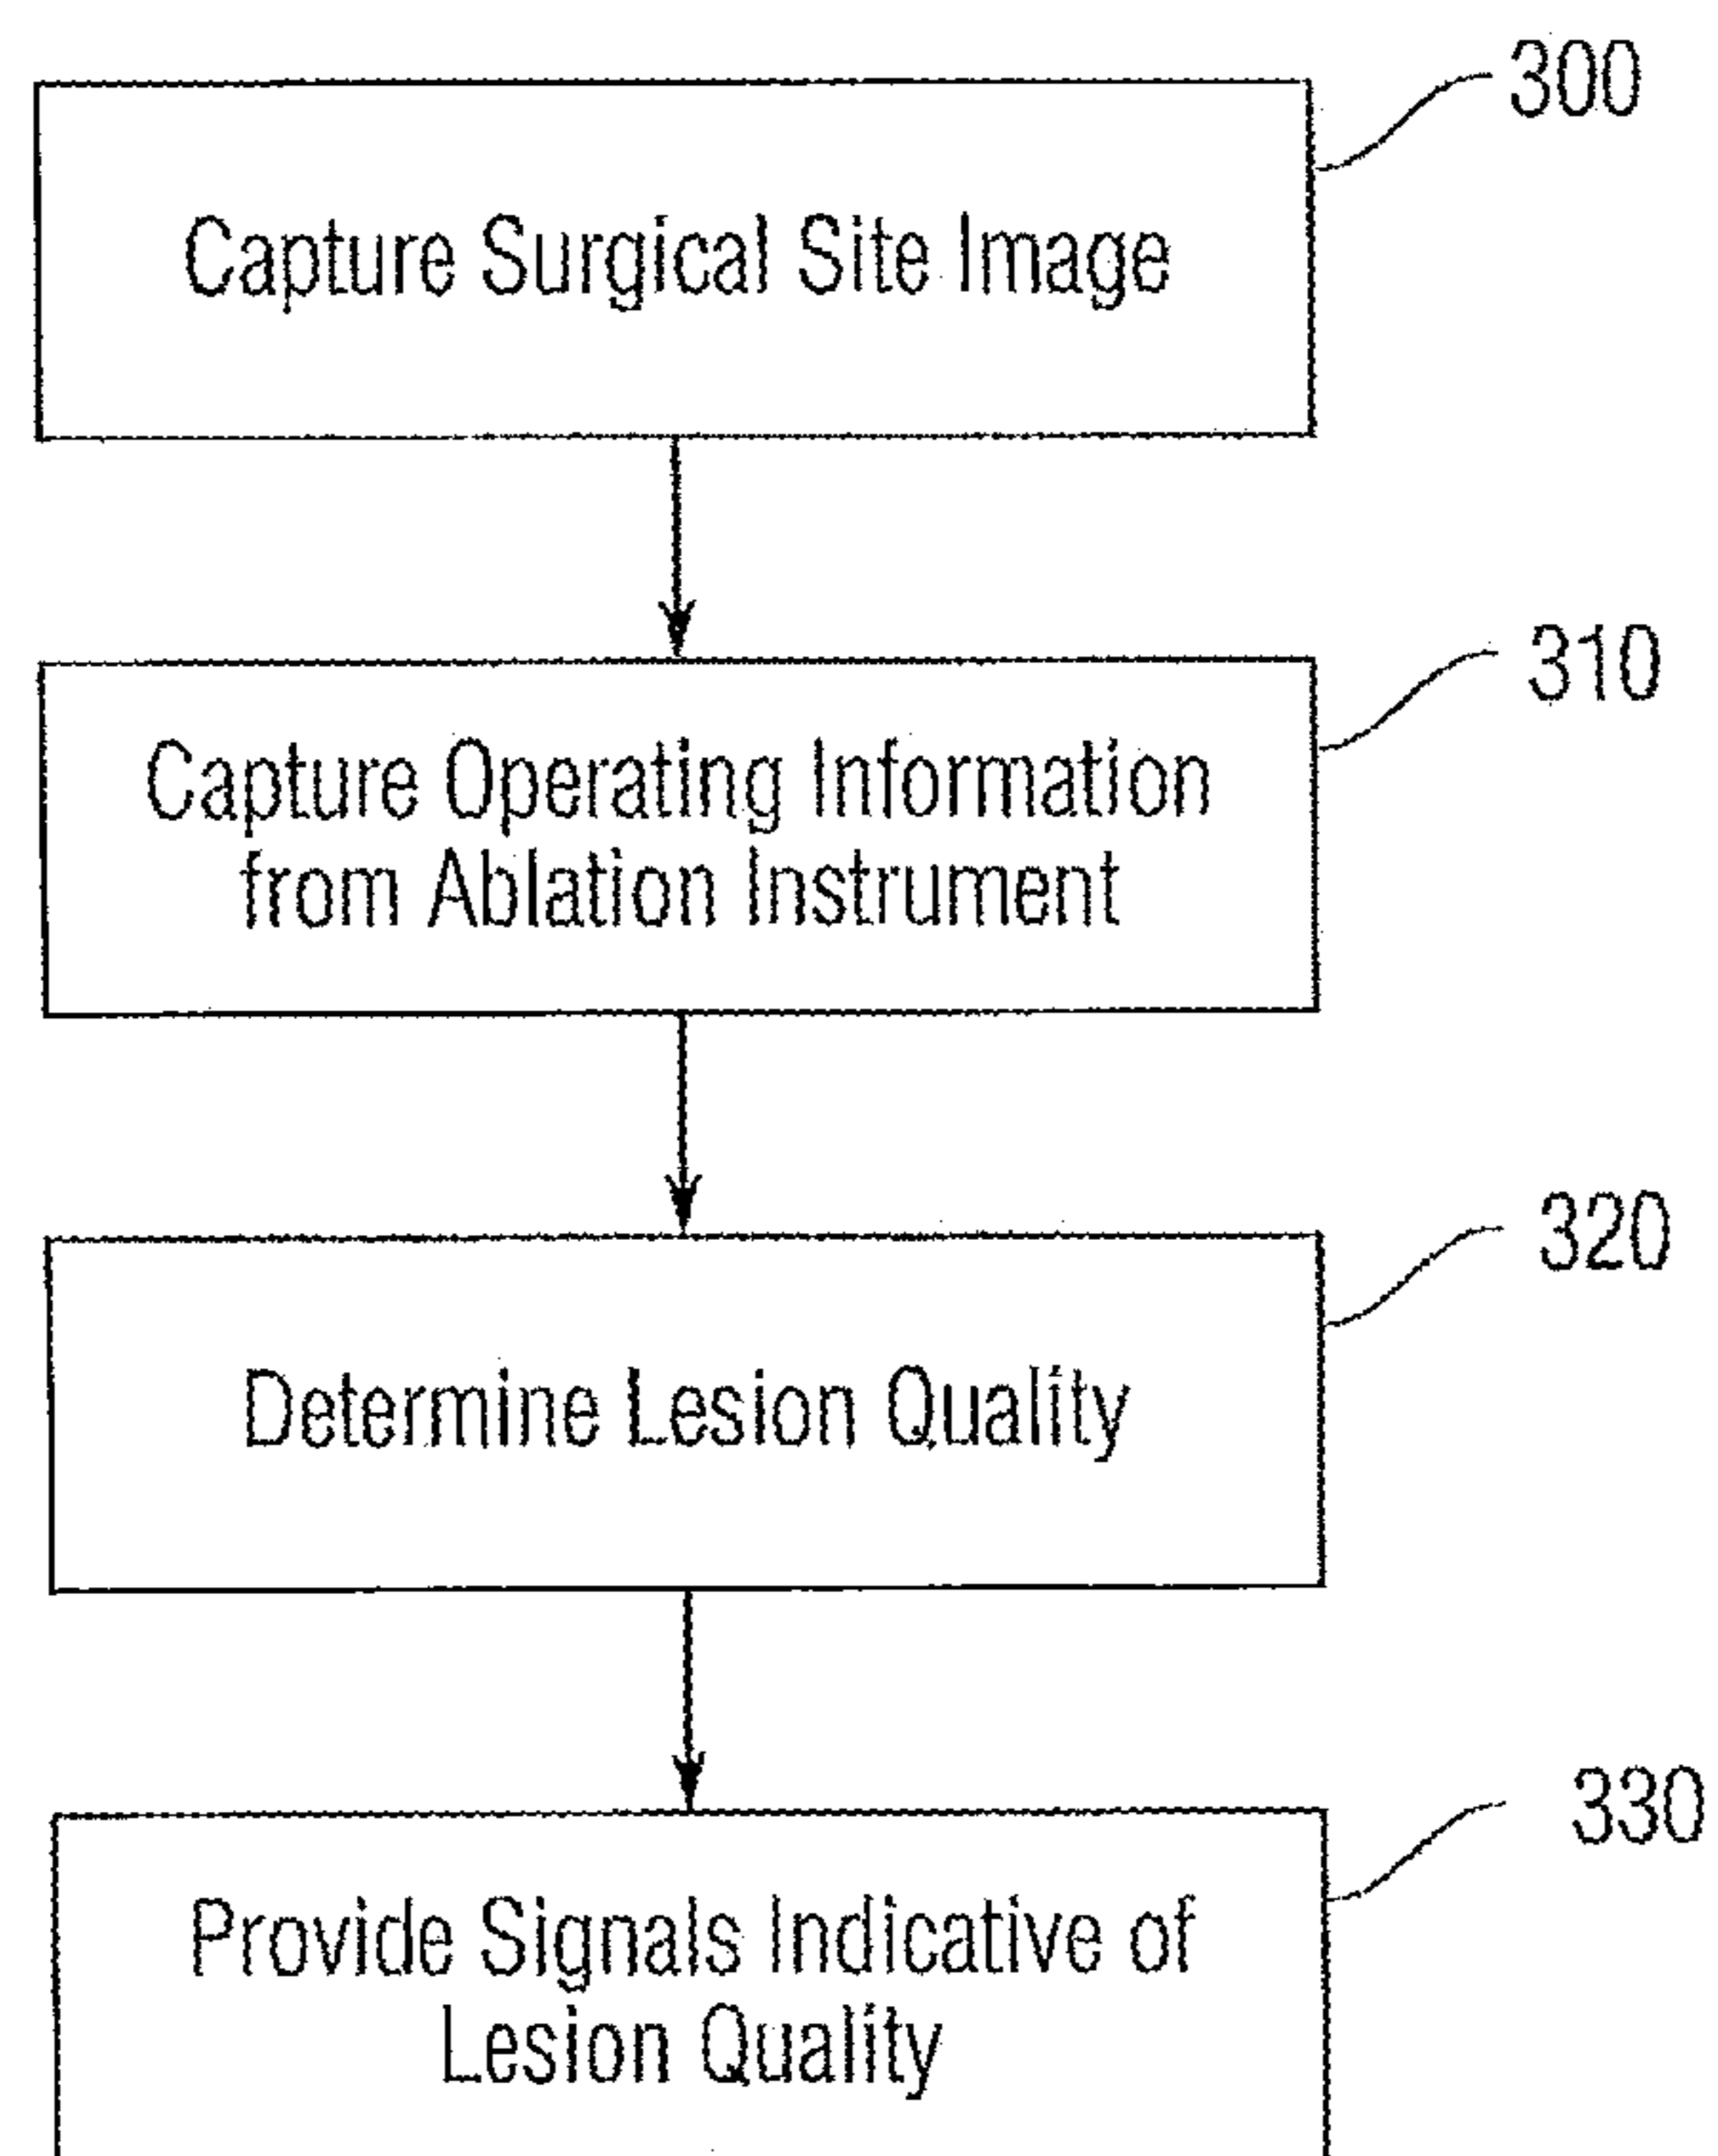 300
Capture Surgical Site Image
310
Capture Operating Information
from Ablation Instrument
320
Determine Lesion Quality
330
Provide Signals Indicative of
Lesion Quality